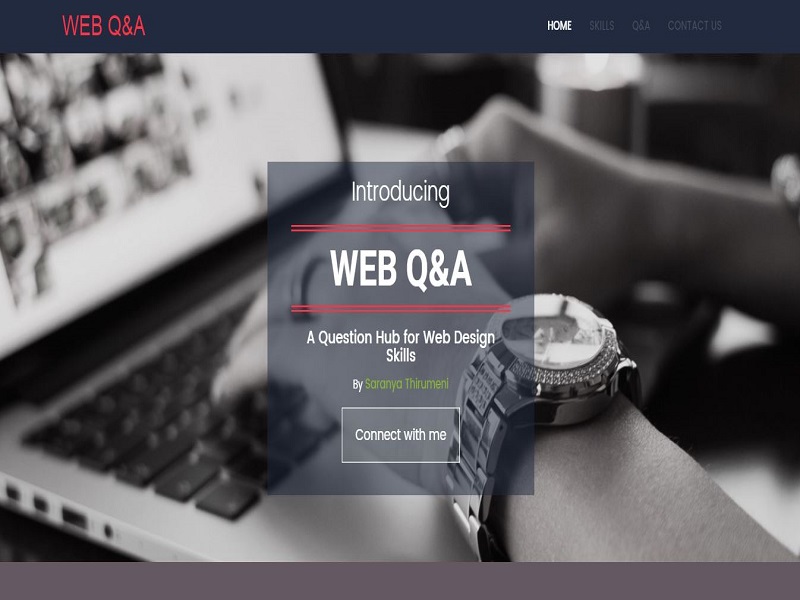 WEB Q&A
HOME SKILLS Q&A CONTACT US
Introducing
WEB Q&A
A Question Hub for Web Design
Skills
By Saranya Thirumeni
Connect with me